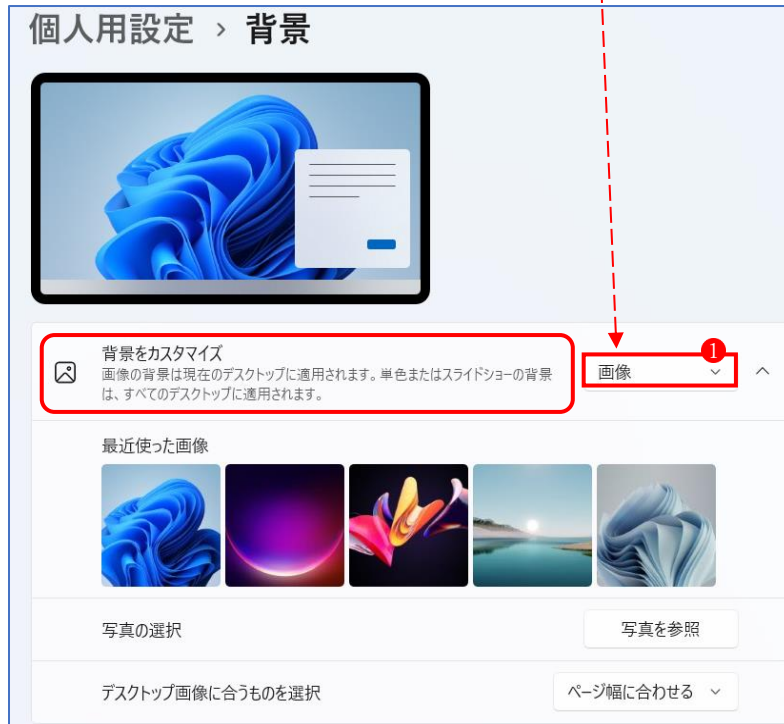 個人用設定 › 背景
背景をカスタマイズ
画像の背景は現在のデスクトップに適用されます。単色またはスライドショーの背景
は、すべてのデスクトップに適用されます。
画像
1
最近使った画像
写真の選択
写真を参照
デスクトップ画像に合うものを選択
ページ幅に合わせる